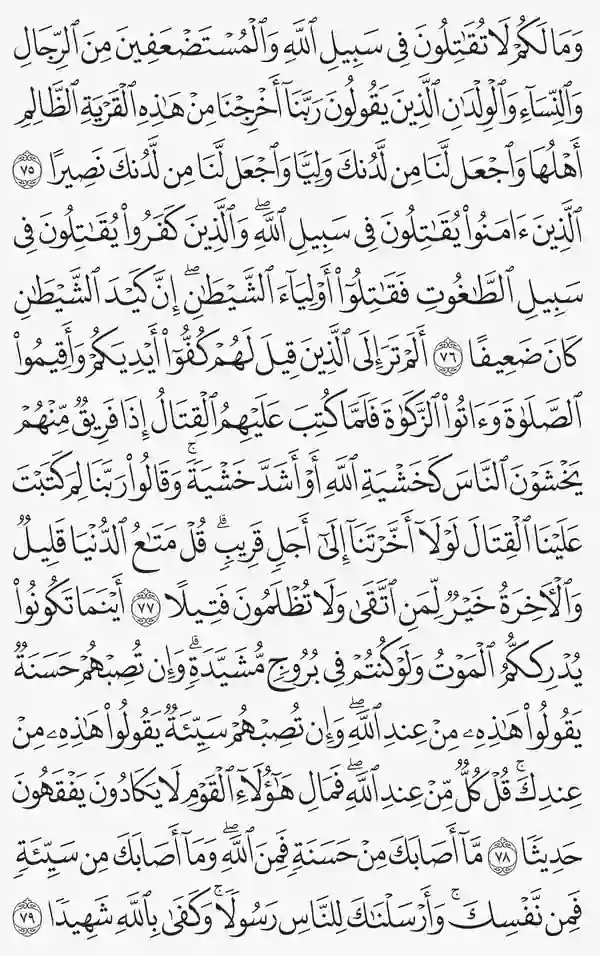 وَمَا لَكُمْ لَا تُقَٰتِلُونَ فِى سَبِيلِ ٱللَّهِ وَٱلْمُسْتَضْعَفِينَ مِنَ ٱلرِّجَالِ
وَٱلنِّسَآءِ وَٱلْوِلْدَٰنِ ٱلَّذِينَ يَقُولُونَ رَبَّنَآ أَخْرِجْنَا مِنْ هَٰذِهِ ٱلْقَرْيَةِ ٱلظَّالِمِ
أَهْلُهَا وَٱجْعَل لَّنَا مِن لَّدُنكَ وَلِيًّا وَٱجْعَل لَّنَا مِن لَّدُنكَ نَصِيرًا ٧٥
ٱلَّذِينَ ءَامَنُوا۟ يُقَٰتِلُونَ فِى سَبِيلِ ٱللَّهِ ۖ وَٱلَّذِينَ كَفَرُوا۟ يُقَٰتِلُونَ فِى
سَبِيلِ ٱلطَّٰغُوتِ فَقَٰتِلُوٓا۟ أَوْلِيَآءَ ٱلشَّيْطَٰنِ ۖ إِنَّ كَيْدَ ٱلشَّيْطَٰنِ
كَانَ ضَعِيفًا ٧٦ أَلَمْ تَرَ إِلَى ٱلَّذِينَ قِيلَ لَهُمْ كُفُّوٓا۟ أَيْدِيَكُمْ وَأَقِيمُوا۟
ٱلصَّلَوٰةَ وَءَاتُوا۟ ٱلزَّكَوٰةَ فَلَمَّا كُتِبَ عَلَيْهِمُ ٱلْقِتَالُ إِذَا فَرِيقٌ مِّنْهُمْ
يَخْشَوْنَ ٱلنَّاسَ كَخَشْيَةِ ٱللَّهِ أَوْ أَشَدَّ خَشْيَةً ۚ وَقَالُوا۟ رَبَّنَا لِمَ كَتَبْتَ
عَلَيْنَا ٱلْقِتَالَ لَوْلَآ أَخَّرْتَنَآ إِلَىٰٓ أَجَلٍ قَرِيبٍ ۗ قُلْ مَتَٰعُ ٱلدُّنْيَا قَلِيلٌ
وَٱلْءَاخِرَةُ خَيْرٌ لِّمَنِ ٱتَّقَىٰ وَلَا تُظْلَمُونَ فَتِيلًا ٧٧ أَيْنَمَا تَكُونُوا۟
يُدْرِككُّمُ ٱلْمَوْتُ وَلَوْ كُنتُمْ فِى بُرُوجٍ مُّشَيَّدَةٍ ۗ وَإِن تُصِبْهُمْ حَسَنَةٌ
يَقُولُوا۟ هَٰذِهِۦ مِنْ عِندِ ٱللَّهِ ۖ وَإِن تُصِبْهُمْ سَيِّئَةٌ يَقُولُوا۟ هَٰذِهِۦ مِنْ
عِندِكَ ۚ قُلْ كُلٌّ مِّنْ عِندِ ٱللَّهِ ۖ فَمَالِ هَٰٓؤُلَآءِ ٱلْقَوْمِ لَا يَكَادُونَ يَفْقَهُونَ
حَدِيثًا ٧٨ مَّآ أَصَابَكَ مِنْ حَسَنَةٍ فَمِنَ ٱللَّهِ ۖ وَمَآ أَصَابَكَ مِن سَيِّئَةٍ
فَمِن نَّفْسِكَ ۚ وَأَرْسَلْنَٰكَ لِلنَّاسِ رَسُولًا ۚ وَكَفَىٰ بِٱللَّهِ شَهِيدًا ٧٩